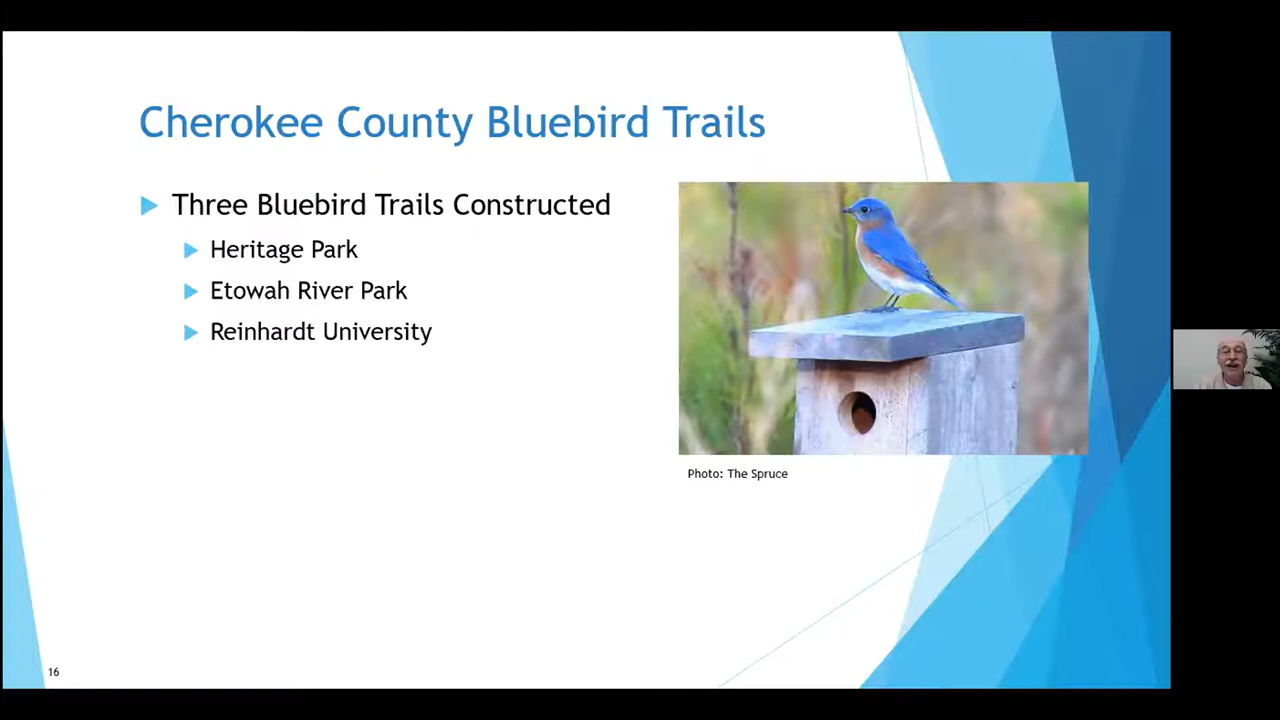 Cherokee County Bluebird Trails
Three Bluebird Trails Constructed
Heritage Park
Etowah River Park
Reinhardt University
Photo: The Spruce
16